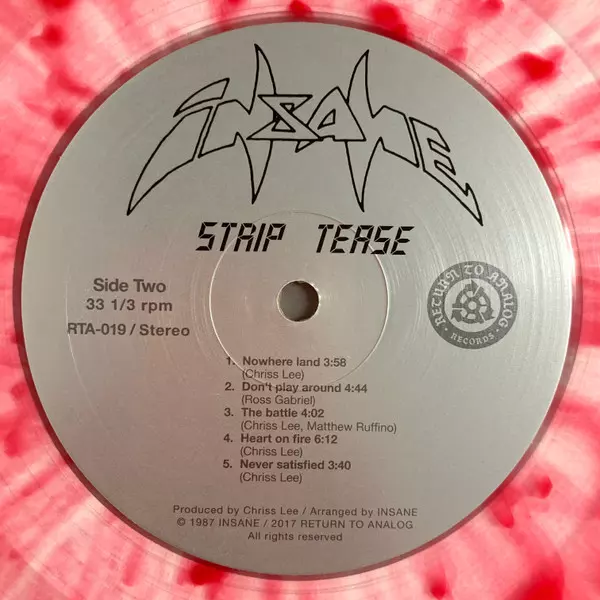 INSANE
STRIP TEASE
Side Two
33 1/3 rpm
RTA-019 / Stereo
RETURN TO ANALOG
RECORDS
1. Nowhere land 3:58
(Chriss Lee)
2. Don't play around 4:44
(Ross Gabriel)
3. The battle 4:02
(Chriss Lee, Matthew Ruffino)
4. Heart on fire 6:12
(Chriss Lee)
5. Never satisfied 3:40
(Chriss Lee)
Produced by Chriss Lee / Arranged by INSANE
© 1987 INSANE / 2017 RETURN TO ANALOG
All rights reserved